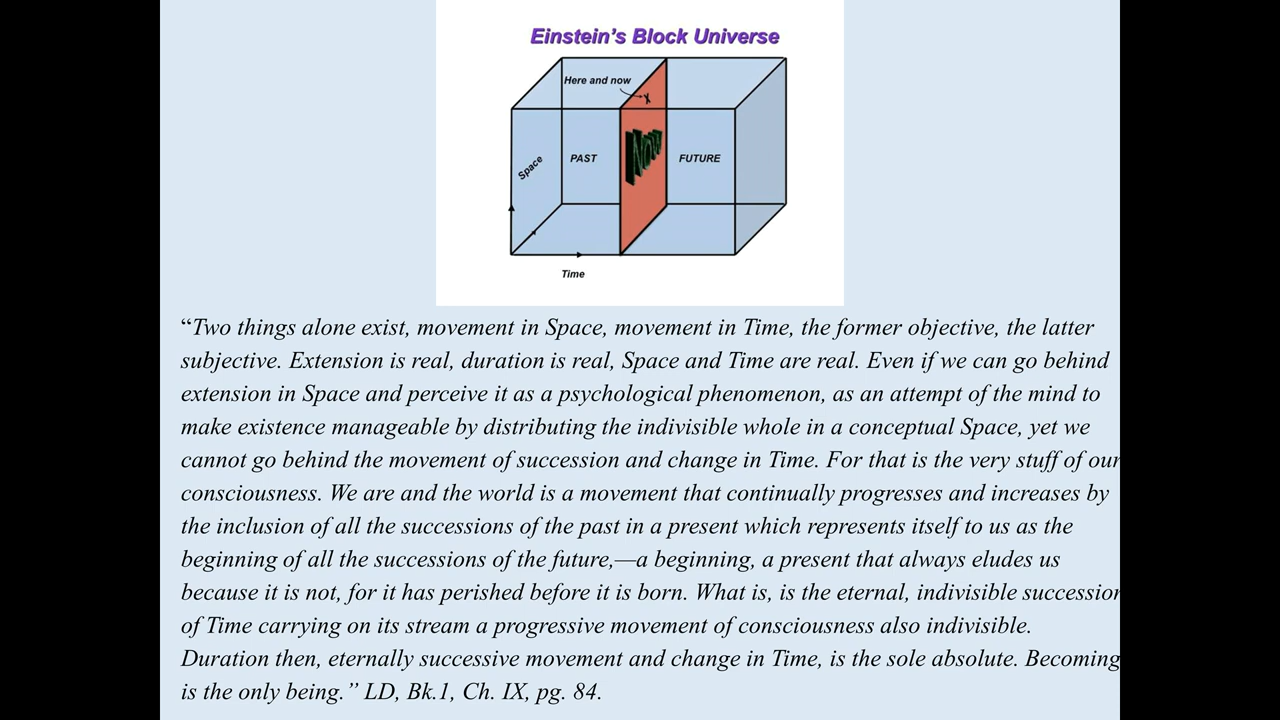 Einstein's Block Universe
Here and now
X
Space
PAST
Now
FUTURE
Time
“Two things alone exist, movement in Space, movement in Time, the former objective, the latter
subjective. Extension is real, duration is real, Space and Time are real. Even if we can go behind
extension in Space and perceive it as a psychological phenomenon, as an attempt of the mind to
make existence manageable by distributing the indivisible whole in a conceptual Space, yet we
cannot go behind the movement of succession and change in Time. For that is the very stuff of our
consciousness. We are and the world is a movement that continually progresses and increases by
the inclusion of all the successions of the past in a present which represents itself to us as the
beginning of all the successions of the future,—a beginning, a present that always eludes us
because it is not, for it has perished before it is born. What is, is the eternal, indivisible succession
of Time carrying on its stream a progressive movement of consciousness also indivisible.
Duration then, eternally successive movement and change in Time, is the sole absolute. Becoming
is the only being.” LD, Bk.1, Ch. IX, pg. 84.